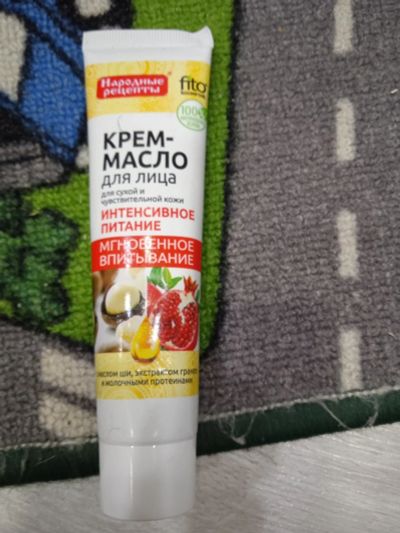 Народные
рецепты
fito
100%
КРЕМ-
МАСЛО
для лица
для сухой и
чувствительной кожи
ИНТЕНСИВНОЕ
ПИТАНИЕ
МГНОВЕННОЕ
ВПИТЫВАНИЕ
маслом ши, экстрактом граната
и молочными протеинами